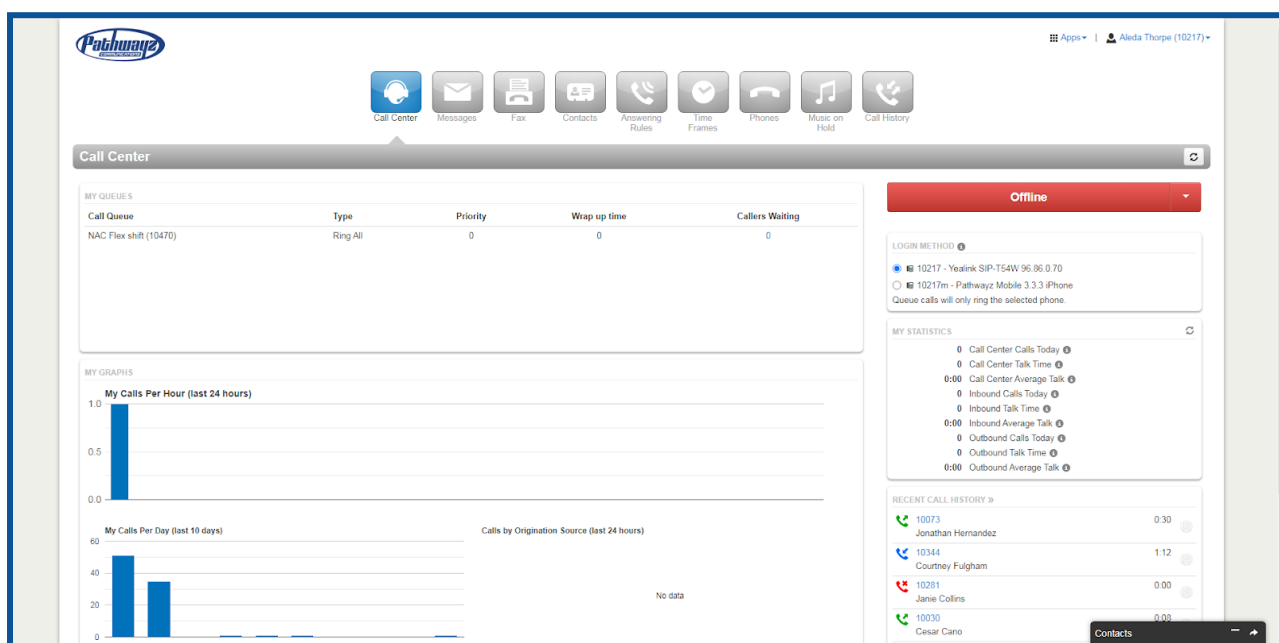 Pathwayz
COMMUNICATIONS
Apps | Aleda Thorpe (10217)
Call Center
Messages
Fax
Contacts
Answering
Rules
Time
Frames
Phones
Music on
Hold
Call History
Call Center
MY QUEUES
Call Queue Type Priority Wrap up time Callers Waiting
NAC Flex shift (10470) Ring All 0 0 0
MY GRAPHS
My Calls Per Hour (last 24 hours)
1.0
0.5
0.0
My Calls Per Day (last 10 days)
60
40
20
0
Calls by Origination Source (last 24 hours)
No data
Offline
LOGIN METHOD
10217 - Yealink SIP-T54W 96.86.0.70
10217m - Pathwayz Mobile 3.3.3 iPhone
Queue calls will only ring the selected phone.
MY STATISTICS
0 Call Center Calls Today
0 Call Center Talk Time
0:00 Call Center Average Talk
0 Inbound Calls Today
0 Inbound Talk Time
0:00 Inbound Average Talk
0 Outbound Calls Today
0 Outbound Talk Time
0:00 Outbound Average Talk
RECENT CALL HISTORY »
10073 0:30
Jonathan Hernandez
10344 1:12
Courtney Fulgham
10281 0:00
Janie Collins
10030 0:08
Cesar Cano
Contacts